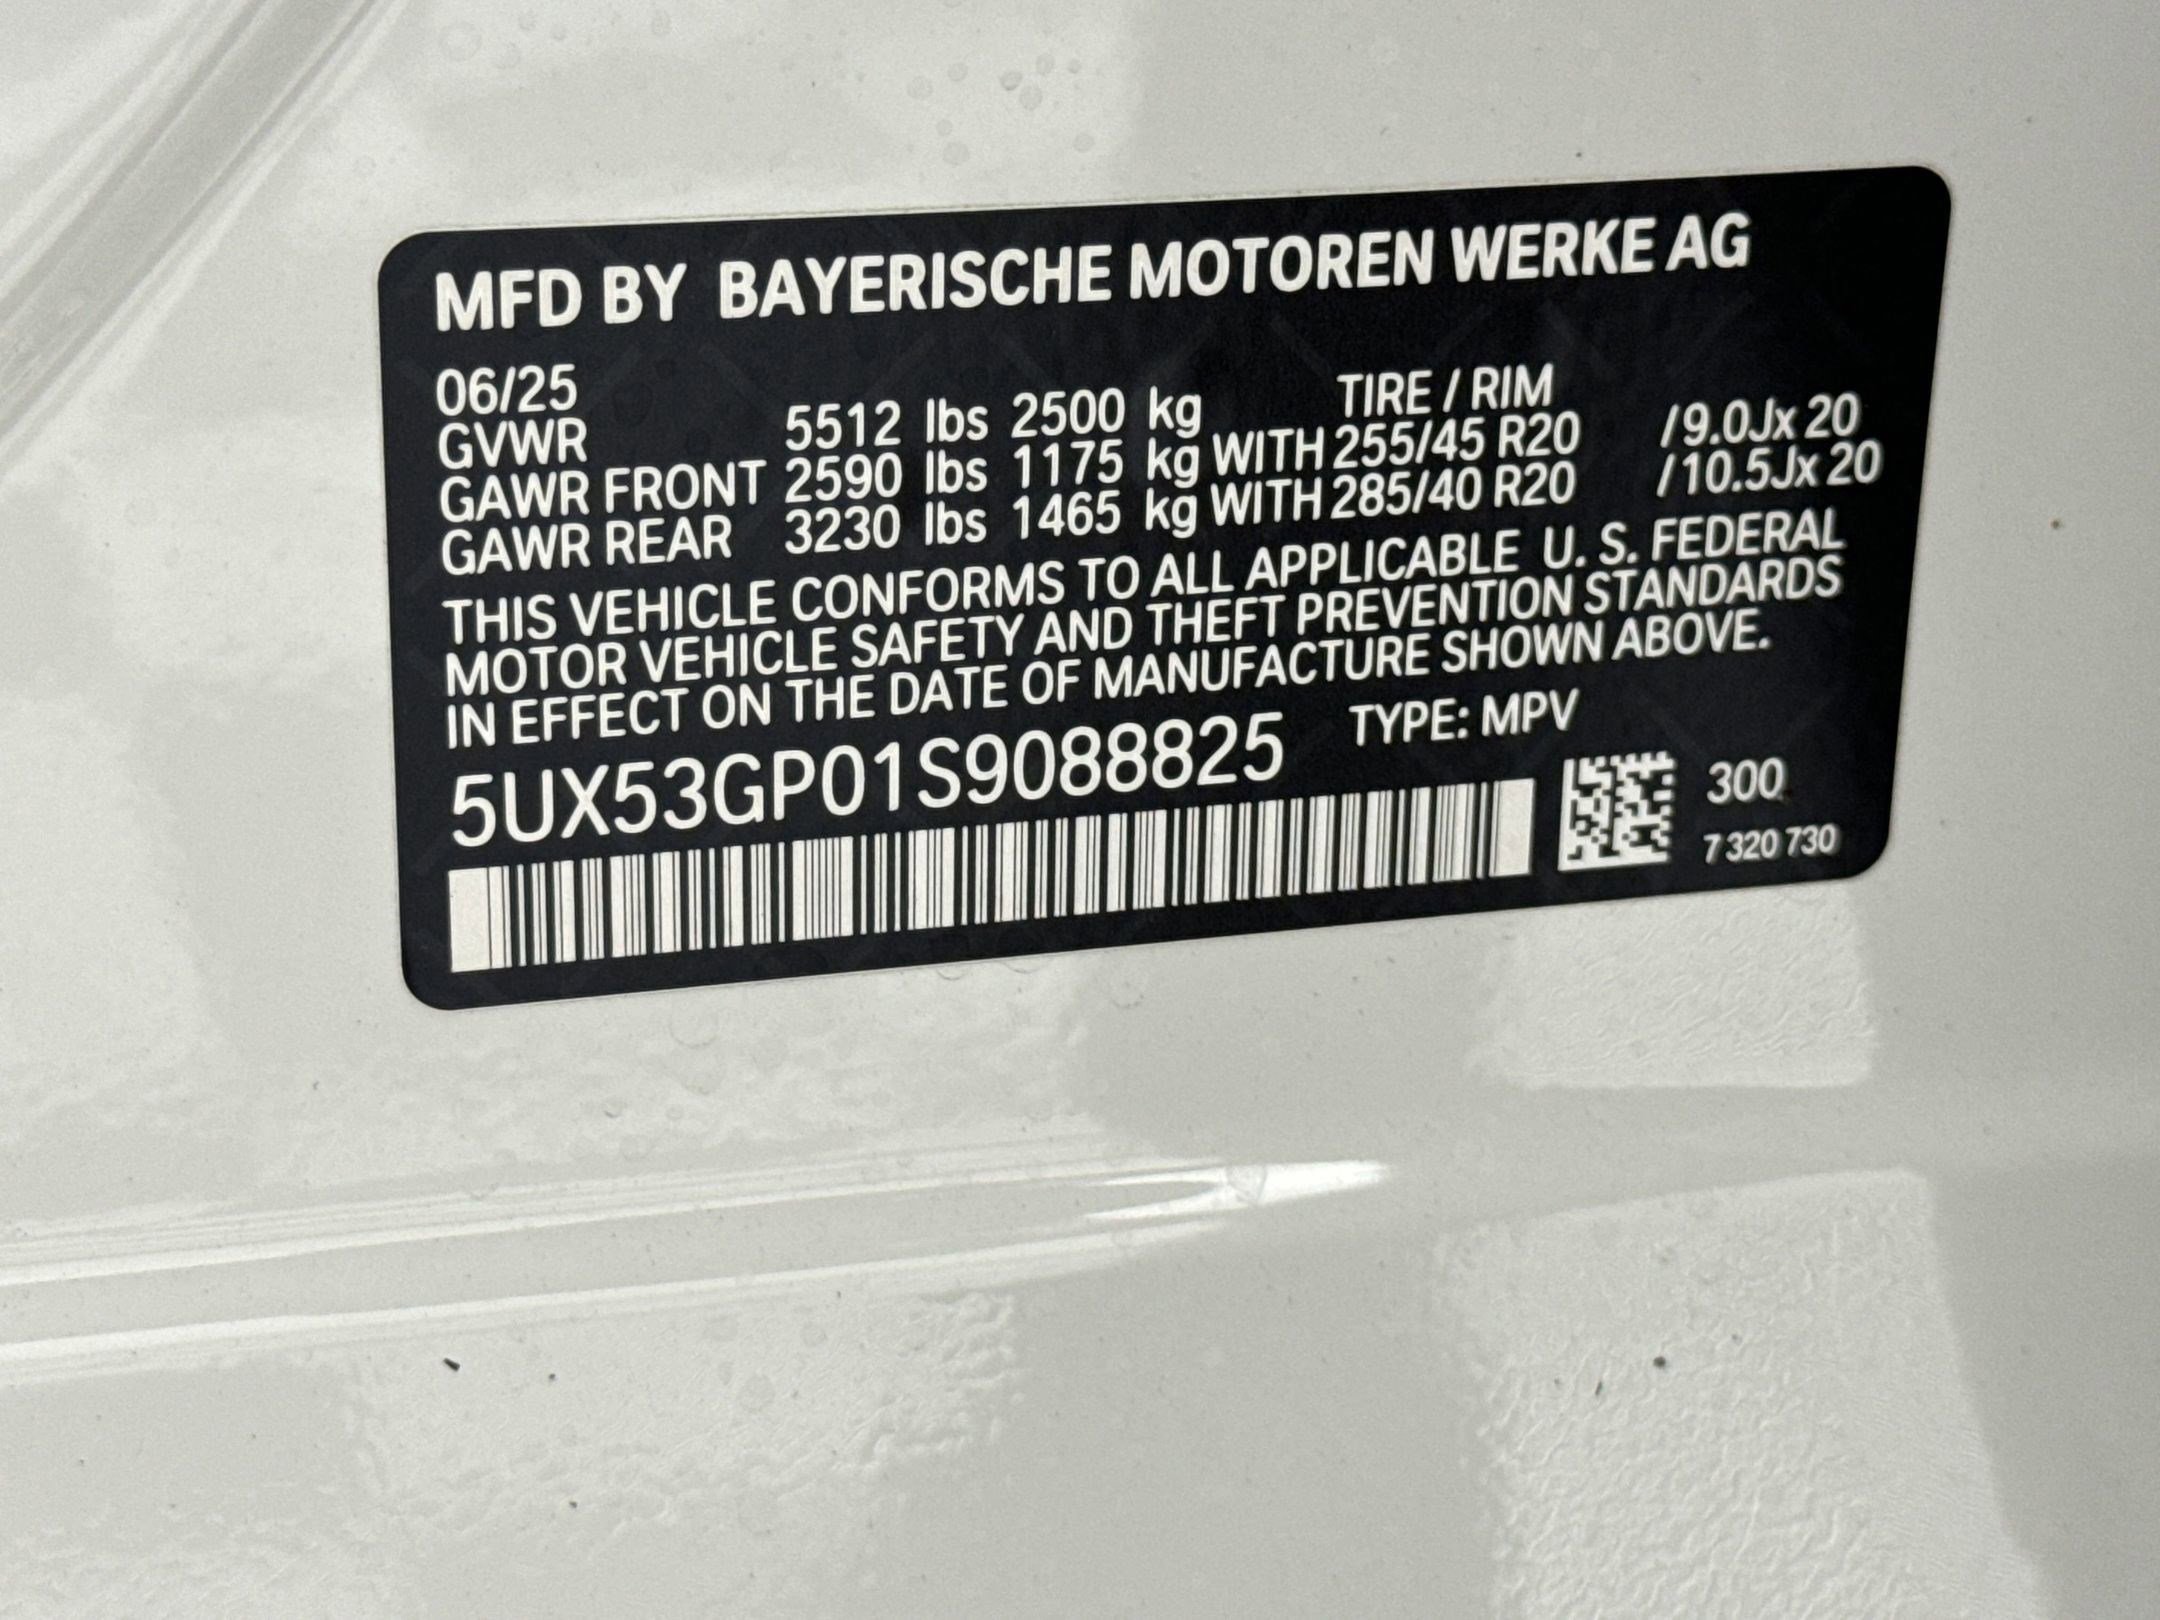 MFD BY BAYERISCHE MOTOREN WERKE AG
06/25 TIRE / RIM
GVWR 5512 lbs 2500 kg
GAWR FRONT 2590 lbs 1175 kg WITH 255/45 R20 /9.0Jx 20
GAWR REAR 3230 lbs 1465 kg WITH 285/40 R20 /10.5Jx 20
THIS VEHICLE CONFORMS TO ALL APPLICABLE U. S. FEDERAL
MOTOR VEHICLE SAFETY AND THEFT PREVENTION STANDARDS
IN EFFECT ON THE DATE OF MANUFACTURE SHOWN ABOVE.
5UX53GP01S9088825 TYPE: MPV
300
7 320 730